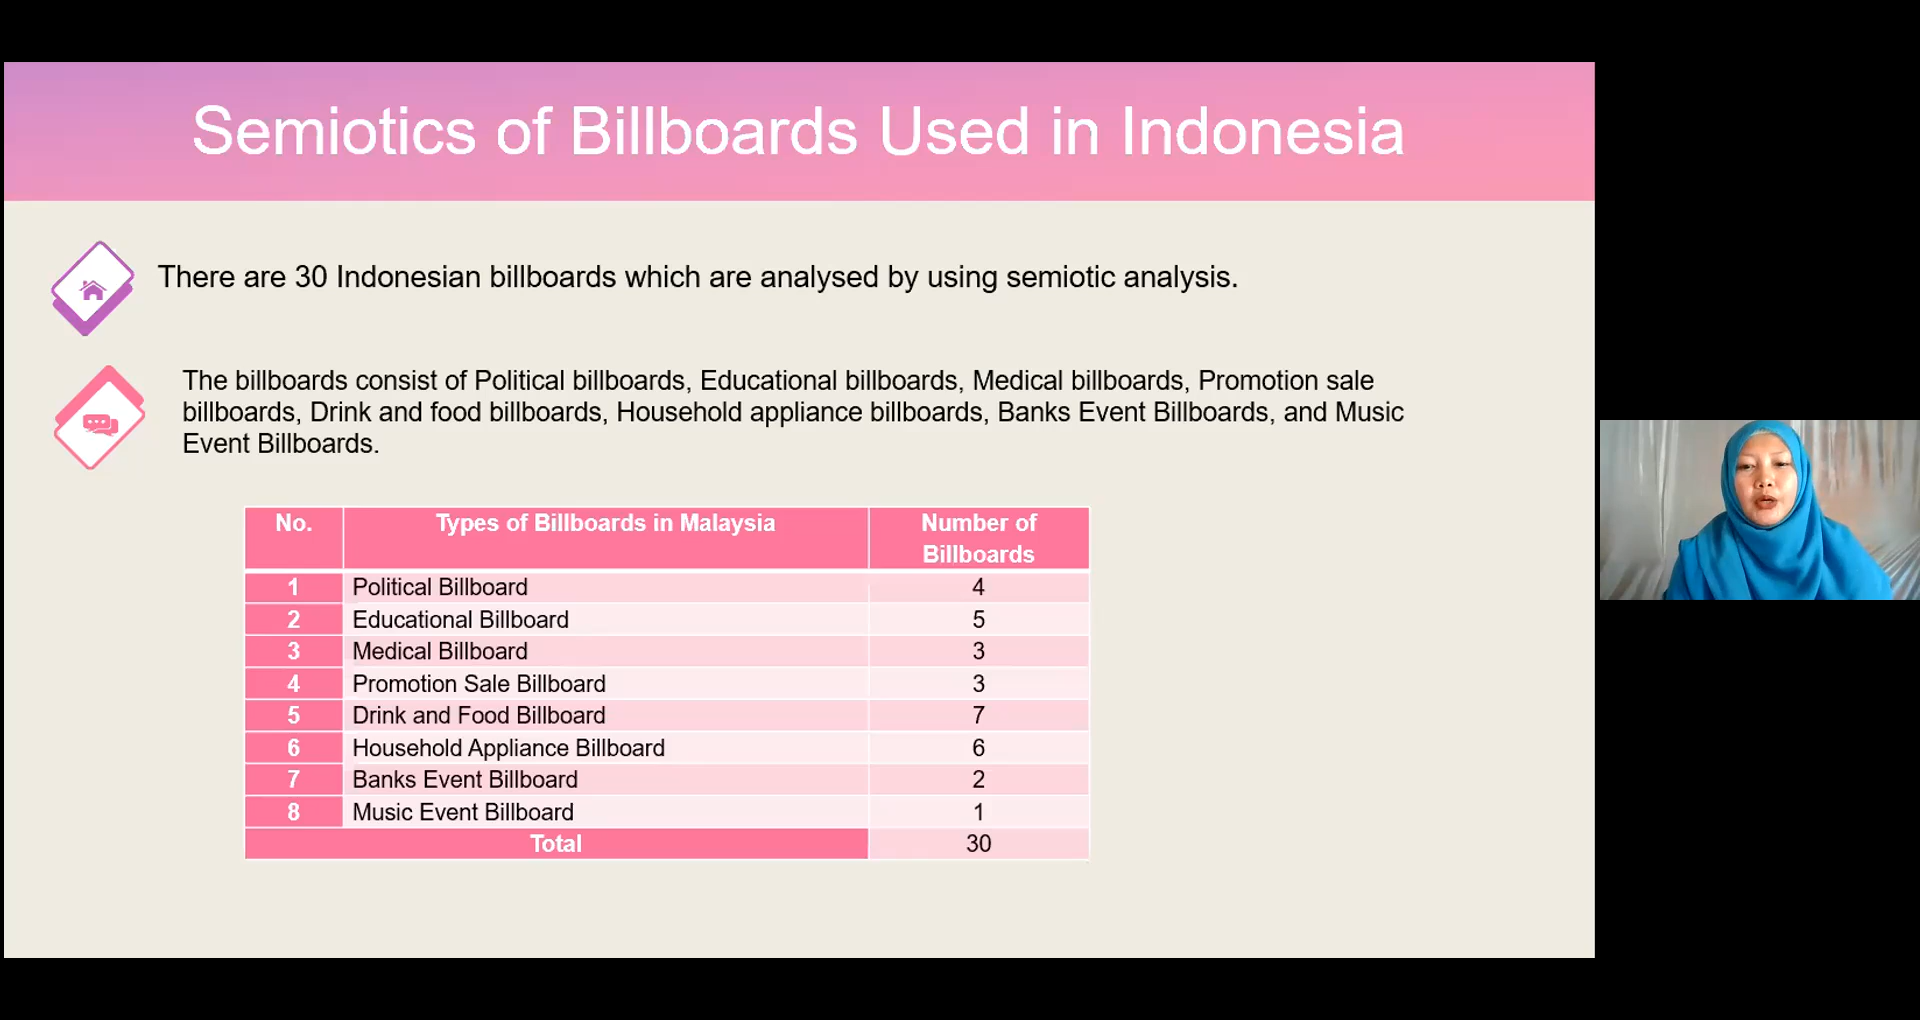 Semiotics of Billboards Used in Indonesia
There are 30 Indonesian billboards which are analysed by using semiotic analysis.
The billboards consist of Political billboards, Educational billboards, Medical billboards, Promotion sale
billboards, Drink and food billboards, Household appliance billboards, Banks Event Billboards, and Music
Event Billboards.
No. Types of Billboards in Malaysia Number of
Billboards
1 Political Billboard 4
2 Educational Billboard 5
3 Medical Billboard 3
4 Promotion Sale Billboard 3
5 Drink and Food Billboard 7
6 Household Appliance Billboard 6
7 Banks Event Billboard 2
8 Music Event Billboard 1
Total 30